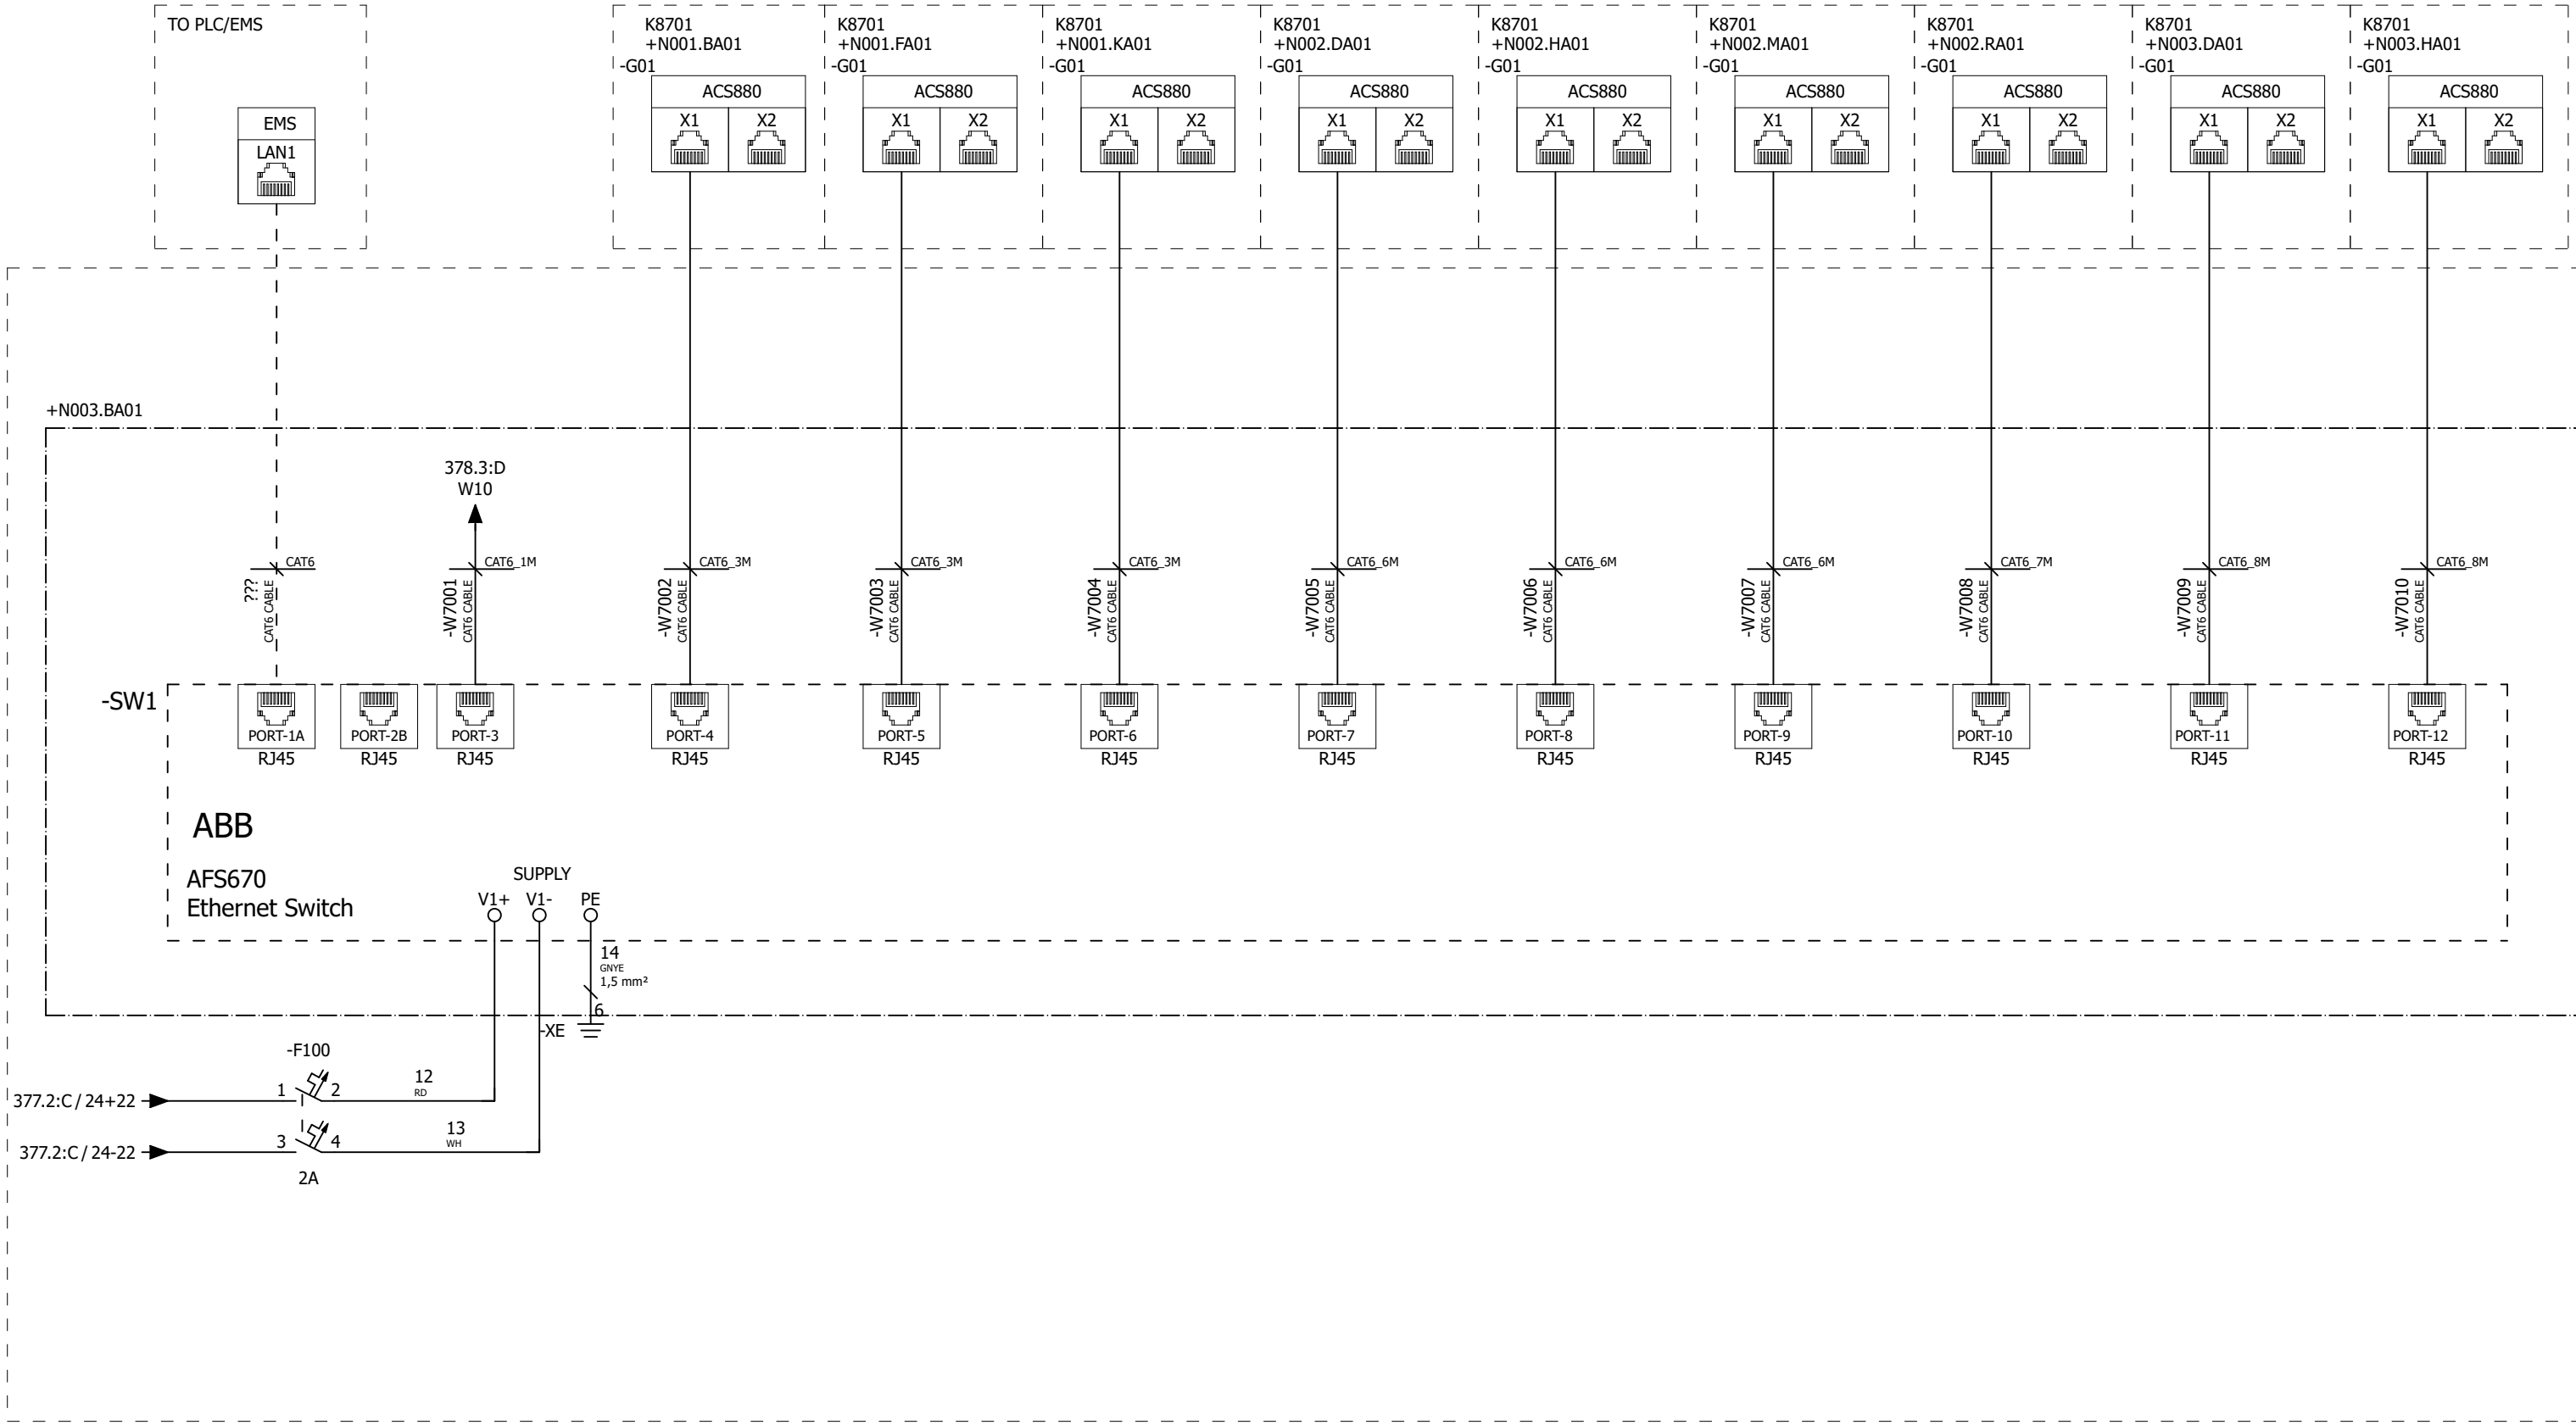 TO PLC/EMS
EMS
LAN1
K8701
+N001.BA01
-G01
ACS880
X1 X2
K8701
+N001.FA01
-G01
ACS880
X1 X2
K8701
+N001.KA01
-G01
ACS880
X1 X2
K8701
+N002.DA01
-G01
ACS880
X1 X2
K8701
+N002.HA01
-G01
ACS880
X1 X2
K8701
+N002.MA01
-G01
ACS880
X1 X2
K8701
+N002.RA01
-G01
ACS880
X1 X2
K8701
+N003.DA01
-G01
ACS880
X1 X2
K8701
+N003.HA01
-G01
ACS880
X1 X2
+N003.BA01
378.3:D
W10
CAT6
???
CAT6 CABLE
CAT6_1M
-W7001
CAT6 CABLE
CAT6_3M
-W7002
CAT6 CABLE
CAT6_3M
-W7003
CAT6 CABLE
CAT6_3M
-W7004
CAT6 CABLE
CAT6_6M
-W7005
CAT6 CABLE
CAT6_6M
-W7006
CAT6 CABLE
CAT6_6M
-W7007
CAT6 CABLE
CAT6_7M
-W7008
CAT6 CABLE
CAT6_8M
-W7009
CAT6 CABLE
CAT6_8M
-W7010
CAT6 CABLE
-SW1
PORT-1A
RJ45
PORT-2B
RJ45
PORT-3
RJ45
PORT-4
RJ45
PORT-5
RJ45
PORT-6
RJ45
PORT-7
RJ45
PORT-8
RJ45
PORT-9
RJ45
PORT-10
RJ45
PORT-11
RJ45
PORT-12
RJ45
ABB
AFS670
Ethernet Switch
SUPPLY
V1+ V1- PE
14
GNYE
1,5 mm²
6
-XE
-F100
377.2:C / 24+22
1 2
12
RD
377.2:C / 24-22
3 4
13
WH
2A